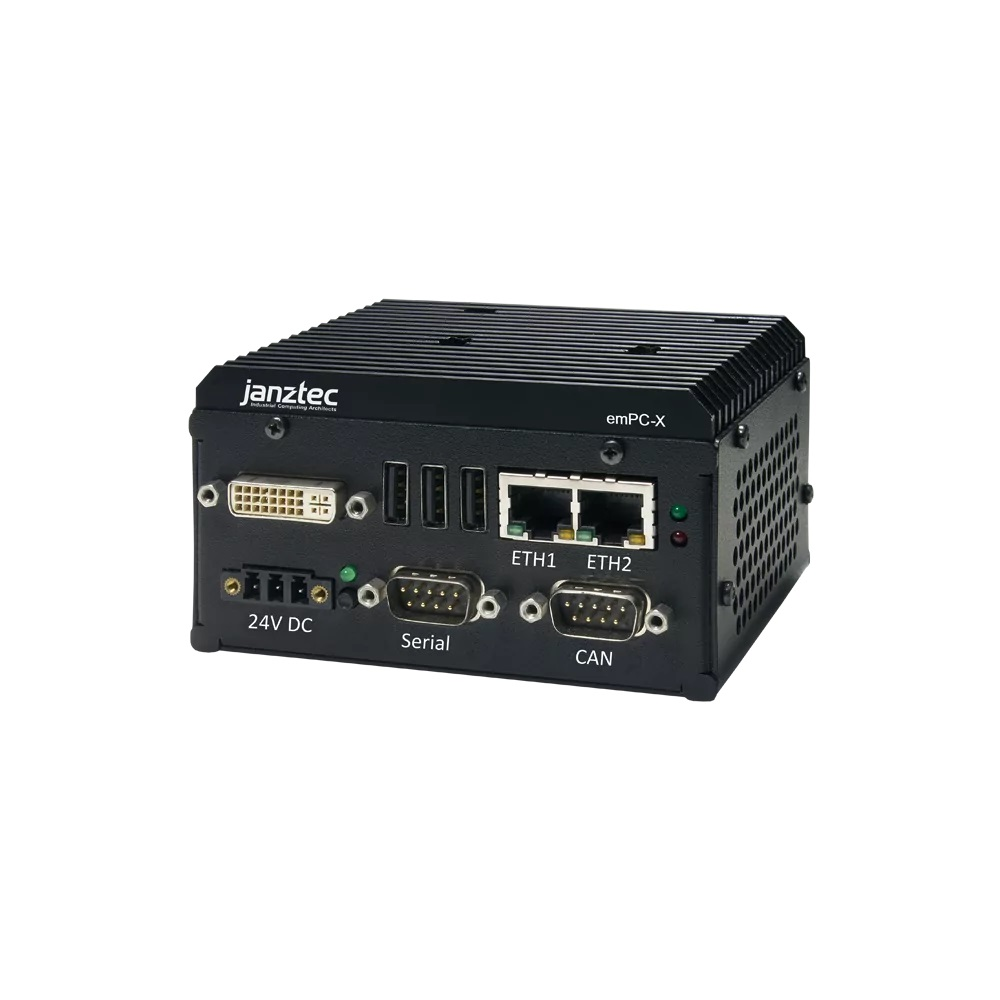 janztec
Industrial Computing Architects
emPC-X
ETH1
ETH2
24V DC
Serial
CAN